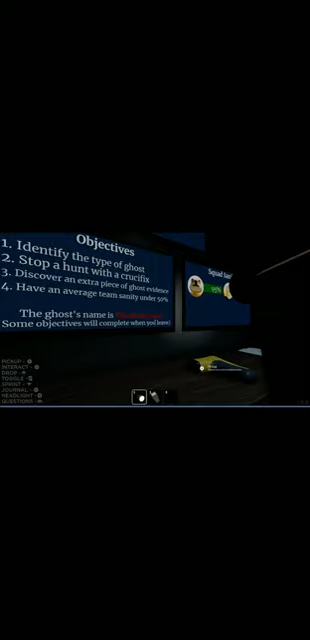 Objectives
1. Identify the type of ghost
2. Stop a hunt with a crucifix
3. Discover an extra piece of ghost evidence
4. Have an average team sanity under 50%
The ghost's name is
Some objectives will complete when you leave!
Squad
PICKUP -
INTERACT -
DROP -
TOGGLE -
SPRINT -
JOURNAL -
HEADLIGHT -
QUESTIONS -